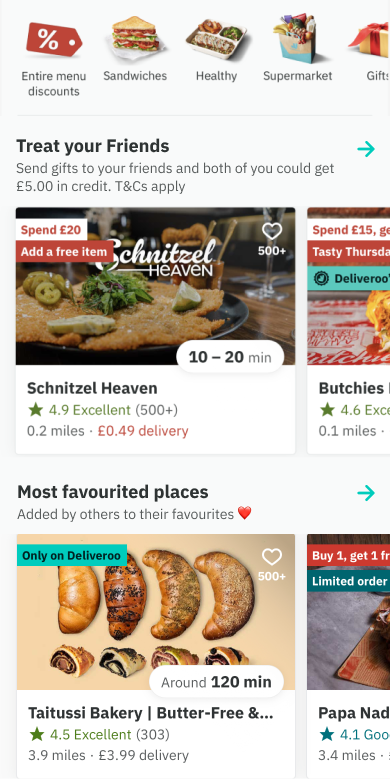 %
Entire menu
discounts
Sandwiches
Healthy
Supermarket
Gifts
Treat your Friends
Send gifts to your friends and both of you could get
£5.00 in credit. T&Cs apply
Spend £20
Add a free item
Schnitzel
HEAVEN
500+
10 – 20 min
Schnitzel Heaven
4.9 Excellent (500+)
0.2 miles · £0.49 delivery
Spend £15, ge
Tasty Thursda
Deliveroo'
Butchies
4.6 Exce
0.1 miles ·
Most favourited places
Added by others to their favourites ❤️
Only on Deliveroo
500+
Around 120 min
Taitussi Bakery | Butter-Free &...
4.5 Excellent (303)
3.9 miles · £3.99 delivery
Buy 1, get 1 fr
Limited order
Papa Nad
4.1 Goo
3.4 miles ·